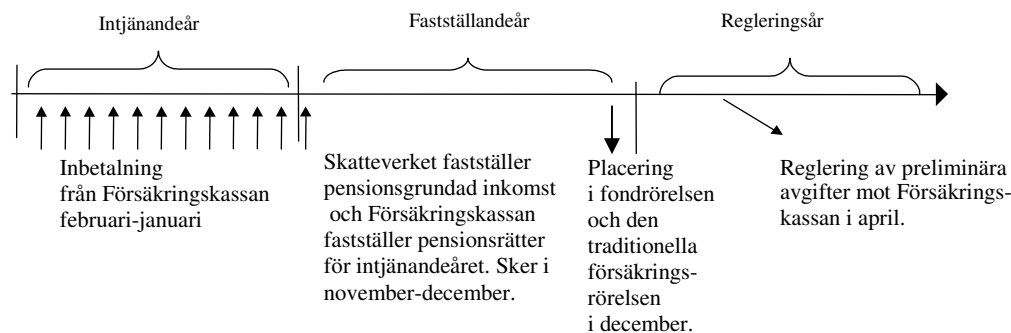 Intjänandeår
Fastställandeår
Regleringsår
Inbetalning
från Försäkringskassan
februari-januari
Skatteverket fastställer
pensionsgrundad inkomst
och Försäkringskassan
fastställer pensionsrätter
för intjänandeåret. Sker i
november-december.
Placering
i fondrörelsen
och den
traditionella
försäkrings-
rörelsen
i december.
Reglering av preliminära
avgifter mot Försäkrings-
kassan i april.